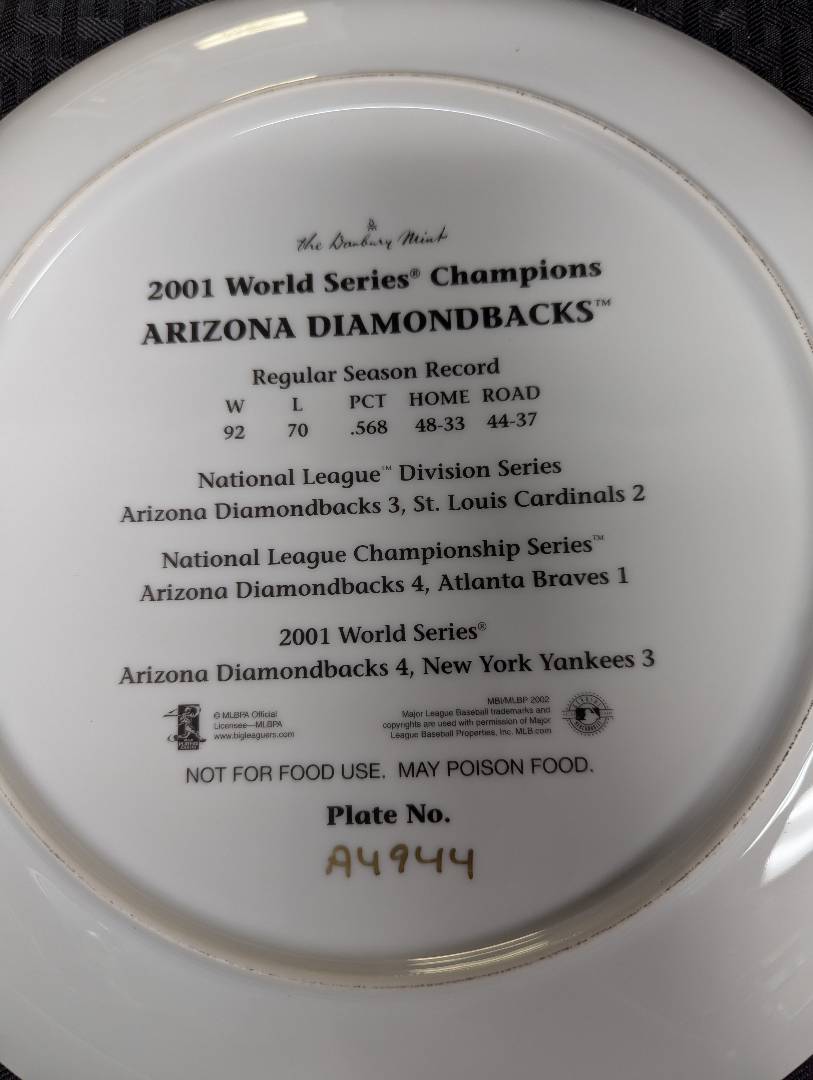 the Danbury Mint
2001 World Series® Champions
ARIZONA DIAMONDBACKS™
Regular Season Record
W L PCT HOME ROAD
92 70 .568 48-33 44-37
National League™ Division Series
Arizona Diamondbacks 3, St. Louis Cardinals 2
National League Championship Series™
Arizona Diamondbacks 4, Atlanta Braves 1
2001 World Series®
Arizona Diamondbacks 4, New York Yankees 3
© MLBPA Official
Licensee—MLBPA
www.bigleaguers.com
MBI/MLBP 2002
Major League Baseball trademarks and
copyrights are used with permission of Major
League Baseball Properties, Inc. MLB.com
NOT FOR FOOD USE. MAY POISON FOOD.
Plate No.
A4944